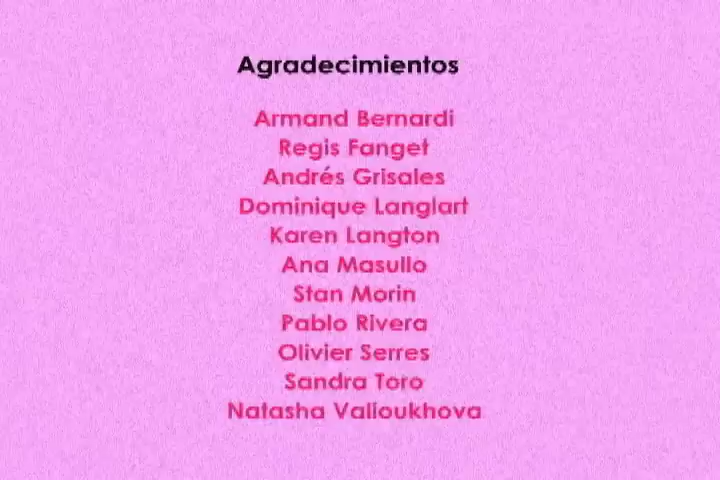 Agradecimientos
Armand Bernardi
Regis Fanget
Andrés Grisales
Dominique Langlart
Karen Langton
Ana Masullo
Stan Morin
Pablo Rivera
Olivier Serres
Sandra Toro
Natasha Valioukhova